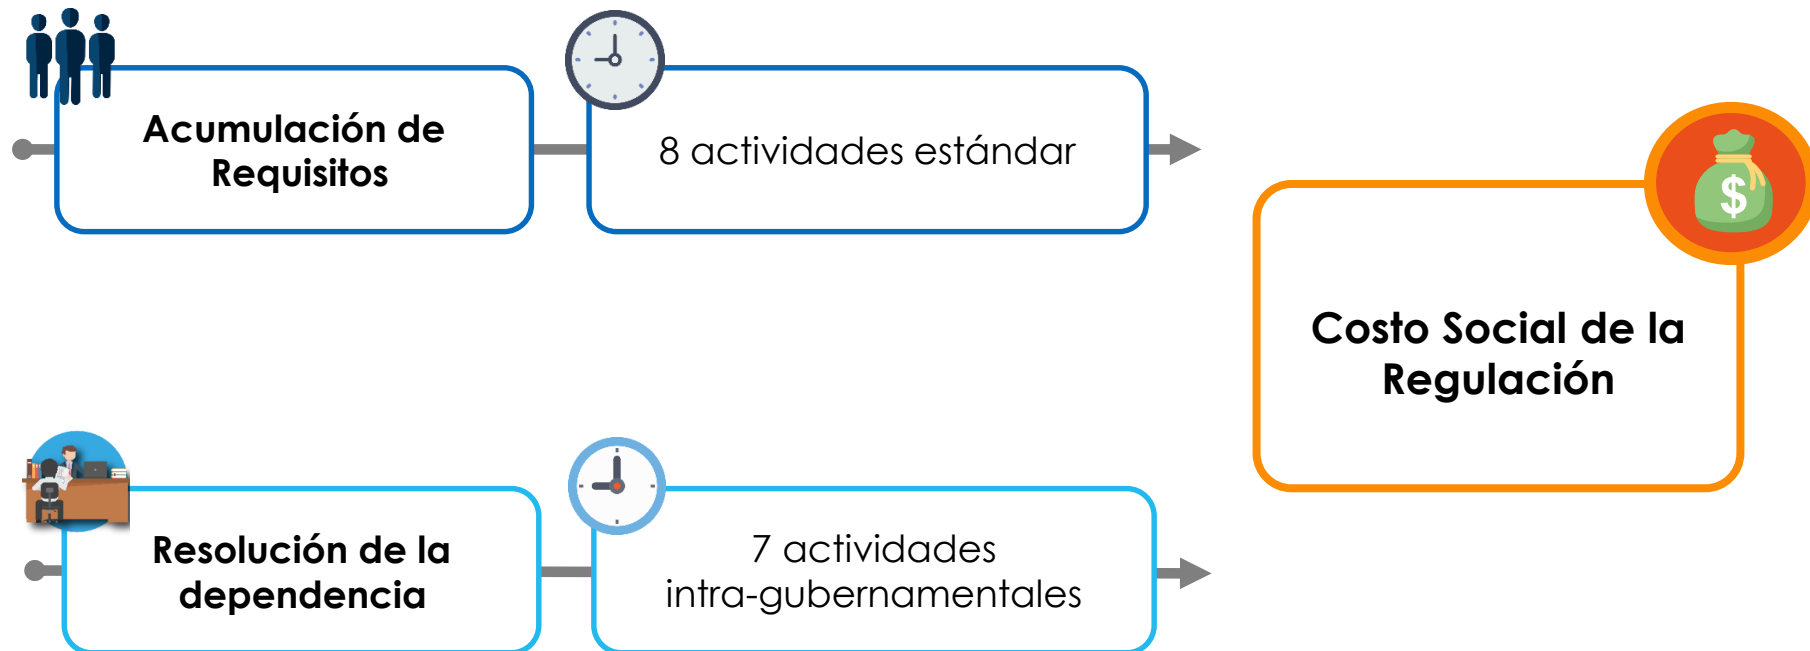 Acumulación de
Requisitos
8 actividades estándar
$
Costo Social de la
Regulación
Resolución de la
dependencia
7 actividades
intra-gubernamentales